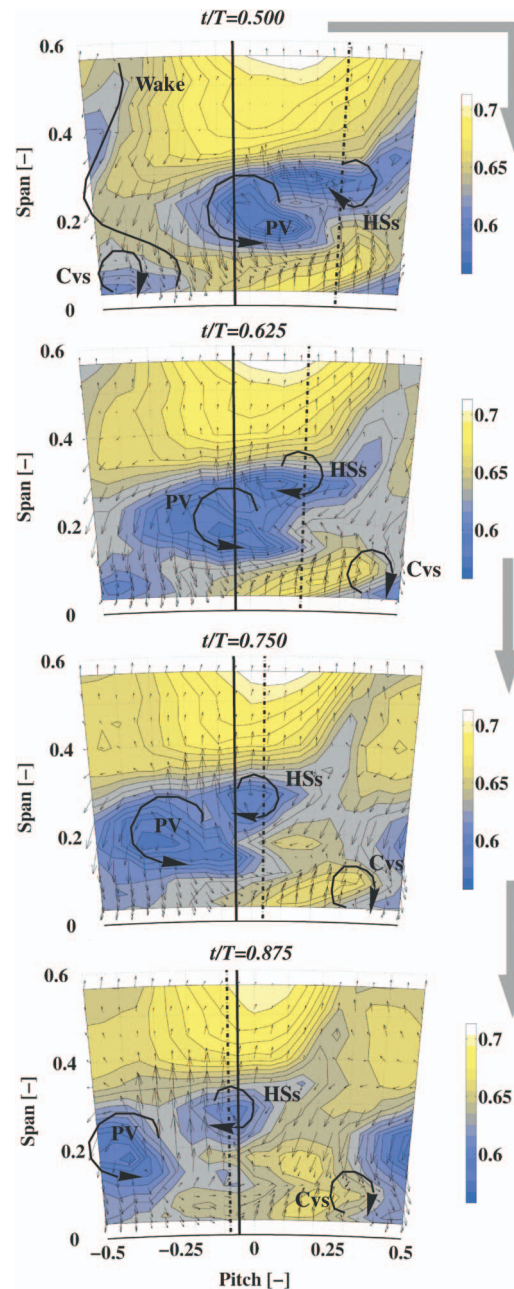 t/T=0.500
0.6
Wake
0.7
0.4
Span [–]
0.65
0.2
PV
HSs
0.6
Cvs
0
t/T=0.625
0.6
0.7
0.4
Span [–]
HSs
0.65
PV
0.2
0.6
Cvs
0
t/T=0.750
0.6
0.7
0.4
Span [–]
HSs
0.65
0.2
PV
0.6
Cvs
0
t/T=0.875
0.6
0.7
0.4
Span [–]
HSs
0.65
0.2
PV
0.6
Cvs
0
–0.5 –0.25 0 0.25 0.5
Pitch [–]